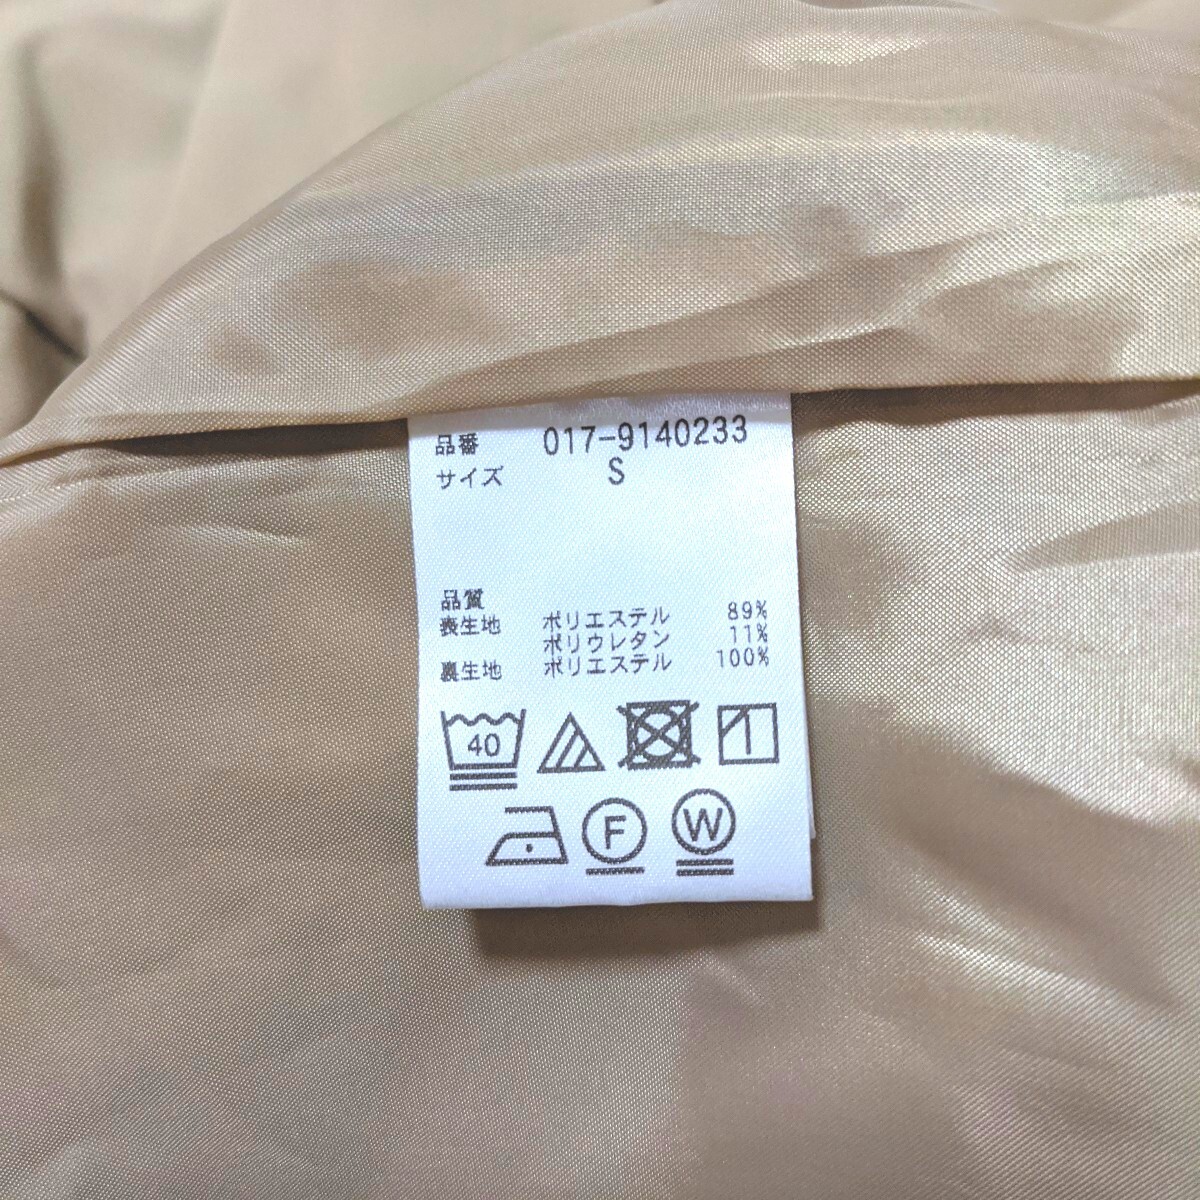 品番 017-9140233
サイズ S
品質
表生地 ポリエステル 89%
ポリウレタン 11%
裏生地 ポリエステル 100%
40
F W